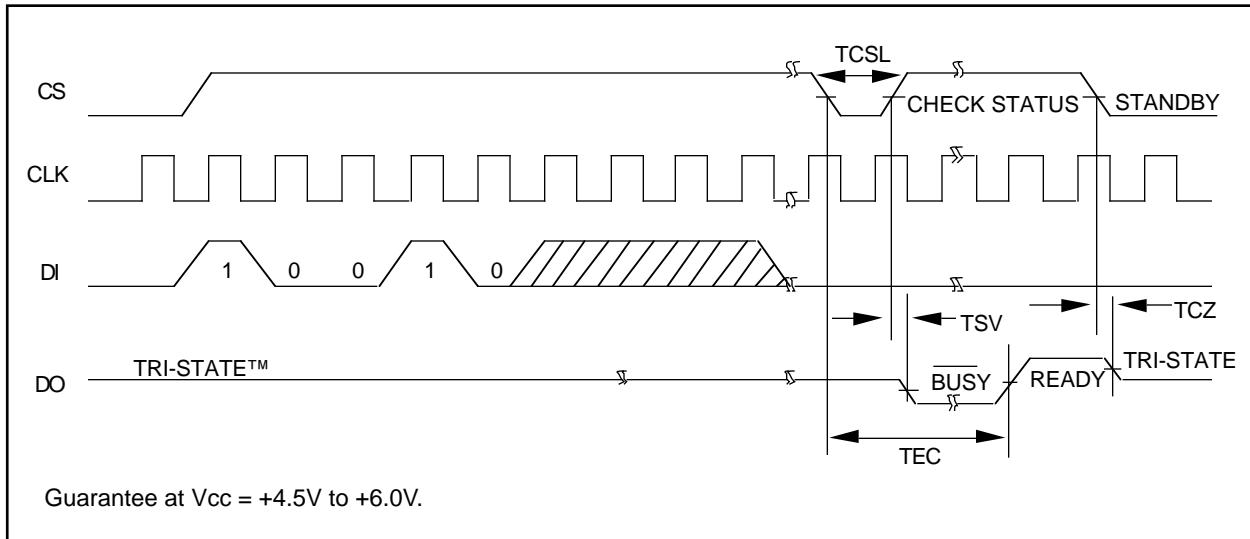 TCSL
CS
CHECK STATUS
STANDBY
CLK
DI
1 0 0 1 0
TSV
TCZ
DO
TRI-STATE™
BUSY
READY
TRI-STATE
TEC
Guarantee at Vcc = +4.5V to +6.0V.